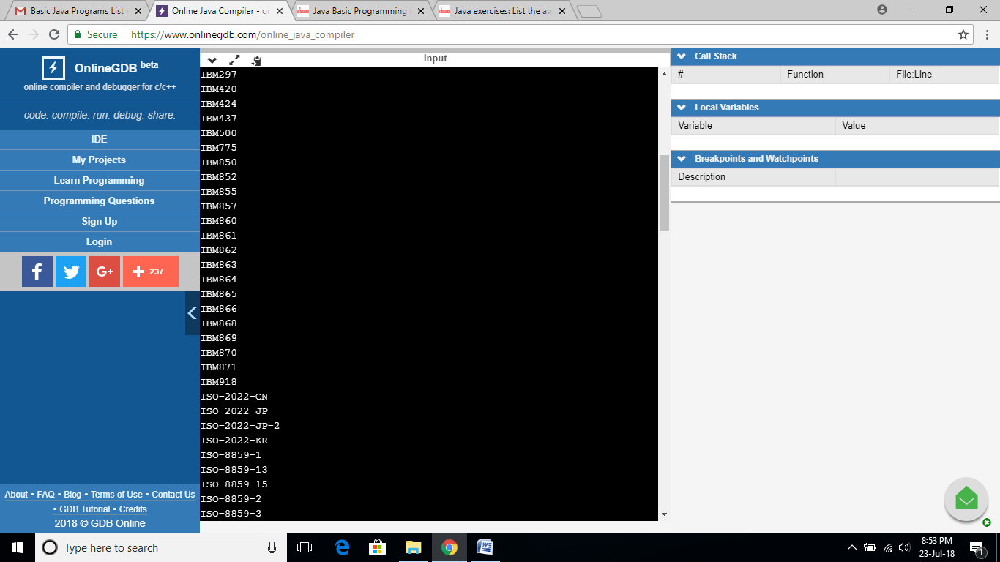 Basic Java Programs List -
Online Java Compiler - on
Java Basic Programming E
Java exercises: List the ava
Secure
https://www.onlinegdb.com/online_java_compiler
OnlineGDB beta
online compiler and debugger for c/c++
code. compile. run. debug. share.
IDE
My Projects
Learn Programming
Programming Questions
Sign Up
Login
237
About • FAQ • Blog • Terms of Use • Contact Us
• GDB Tutorial • Credits
2018 © GDB Online
input
IBM297
IBM420
IBM424
IBM437
IBM500
IBM775
IBM850
IBM852
IBM855
IBM857
IBM860
IBM861
IBM862
IBM863
IBM864
IBM865
IBM866
IBM868
IBM869
IBM870
IBM871
IBM918
ISO-2022-CN
ISO-2022-JP
ISO-2022-JP-2
ISO-2022-KR
ISO-8859-1
ISO-8859-13
ISO-8859-15
ISO-8859-2
ISO-8859-3
Call Stack
# Function File:Line
Local Variables
Variable Value
Breakpoints and Watchpoints
Description
Type here to search
8:53 PM
23-Jul-18
1